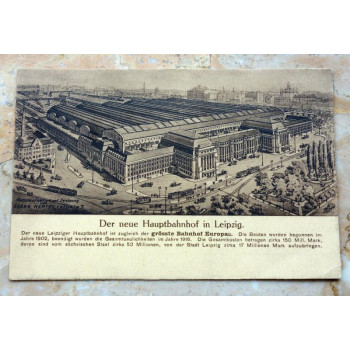 Der neue Hauptbahnhof in Leipzig.
Der neue Leipziger Hauptbahnhof ist zugleich der grösste Bahnhof Europas. Die Bauten wurden begonnen im
Jahre 1902, beendigt wurden die Gesamtbaulichkeiten im Jahre 1916. Die Gesamtkosten betragen zirka 150 Mill. Mark,
davon sind vom sächsischen Staat zirka 50 Millionen, von der Stadt Leipzig zirka 17 Millionen Mark aufzubringen.